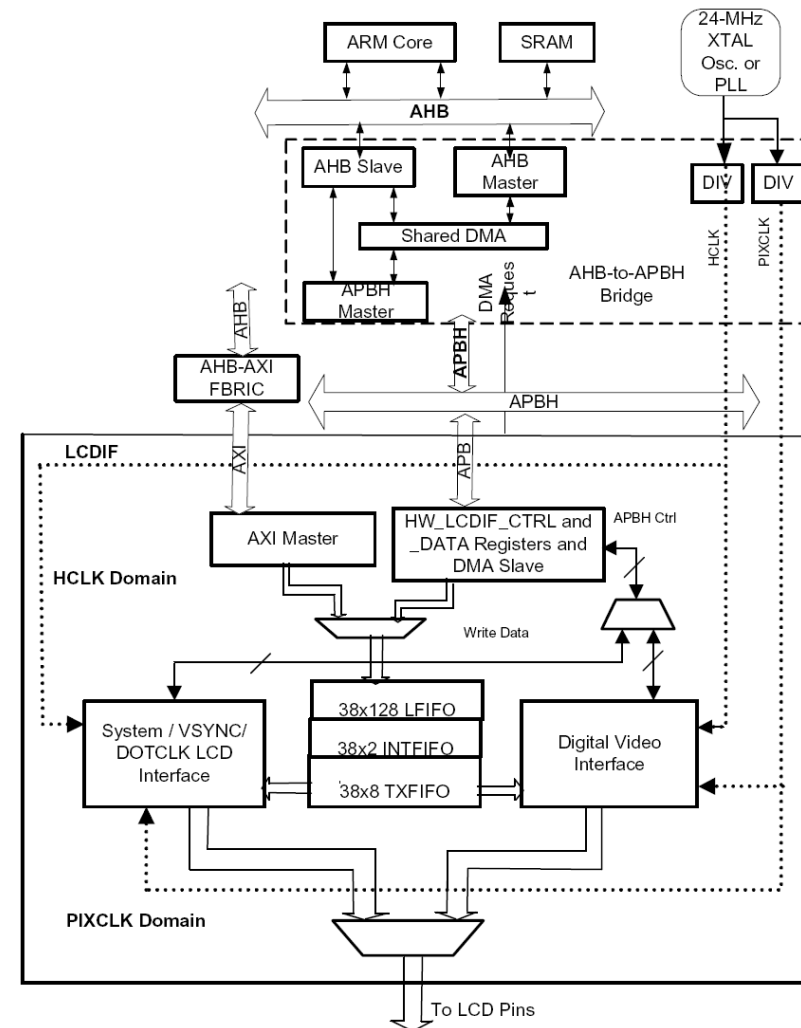 ARM Core
SRAM
24-MHz
XTAL
Osc. or
PLL
AHB
AHB Slave
AHB
Master
DIV
DIV
Shared DMA
HCLK
PIXCLK
APBH
Master
DMA
Reques
t
AHB-to-APBH
Bridge
AHB
APBH
AHB-AXI
FBRIC
APBH
LCDIF
AXI
APB
AXI Master
HW_LCDIF_CTRL and
_DATA Registers and
DMA Slave
APBH Ctrl
HCLK Domain
Write Data
38x128 LFIFO
System / VSYNC/
DOTCLK LCD
Interface
38x2 INTFIFO
Digital Video
Interface
38x8 TXFIFO
PIXCLK Domain
To LCD Pins